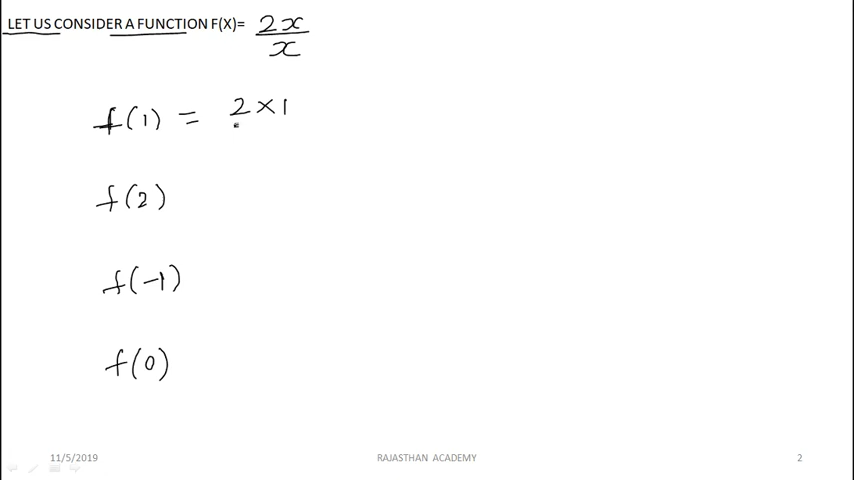 LET US CONSIDER A FUNCTION F(X)= 2x/x
f(1) = 2×1
f(2)
f(-1)
f(0)
11/5/2019 RAJASTHAN ACADEMY 2